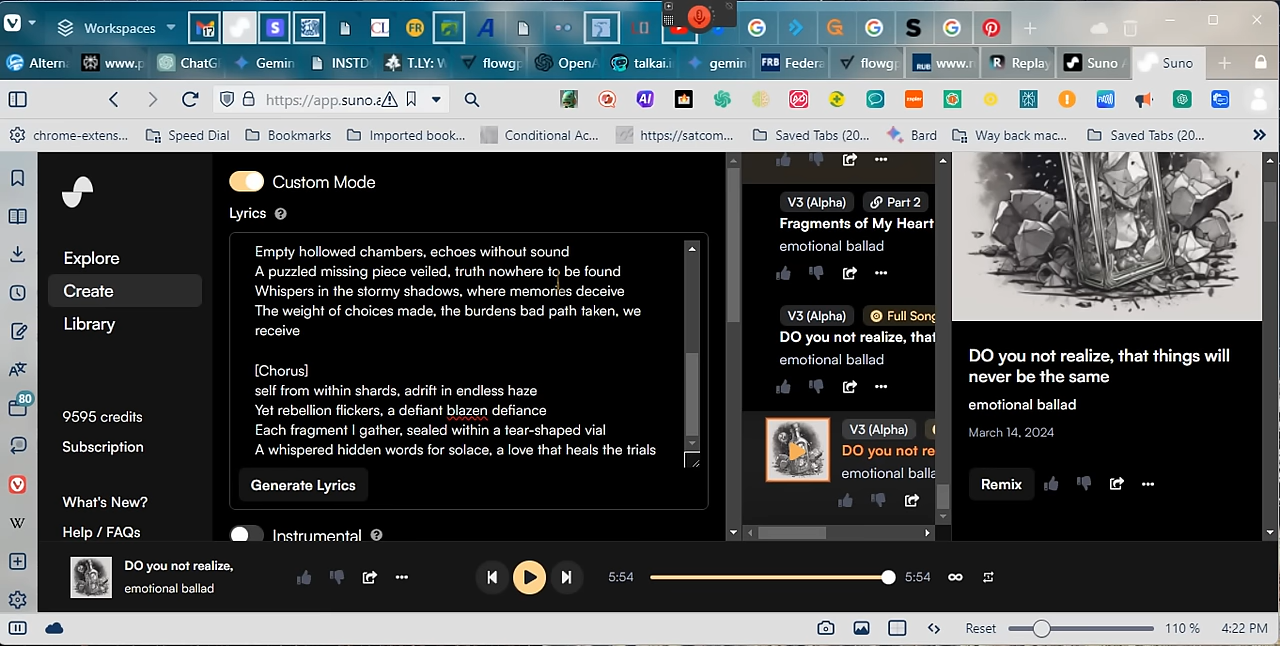 Workspaces
Altern
www.p
ChatG
Gemin
INSTD
T.LY:
flowgp
OpenA
talkai.i
gemin
FRB Federa
flowgp
www.r
Replay
Suno
Suno
https://app.suno.a
chrome-extens...
Speed Dial
Bookmarks
Imported book...
Conditional Ac...
https://satcom...
Saved Tabs (20...
Bard
Way back mac...
Saved Tabs (20...
Explore
Create
Library
9595 credits
Subscription
What's New?
Help / FAQs
Custom Mode
Lyrics
Empty hollowed chambers, echoes without sound
A puzzled missing piece veiled, truth nowhere to be found
Whispers in the stormy shadows, where memories deceive
The weight of choices made, the burdens bad path taken, we
receive
[Chorus]
self from within shards, adrift in endless haze
Yet rebellion flickers, a defiant blazen defiance
Each fragment I gather, sealed within a tear-shaped vial
A whispered hidden words for solace, a love that heals the trials
Generate Lyrics
Instrumental
V3 (Alpha) Part 2
Fragments of My Heart
emotional ballad
V3 (Alpha) Full Song
DO you not realize, that
emotional ballad
V3 (Alpha)
DO you not re
emotional balla
DO you not realize, that things will
never be the same
emotional ballad
March 14, 2024
Remix
DO you not realize,
emotional ballad
5:54
5:54
80
Reset
110 %
4:22 PM